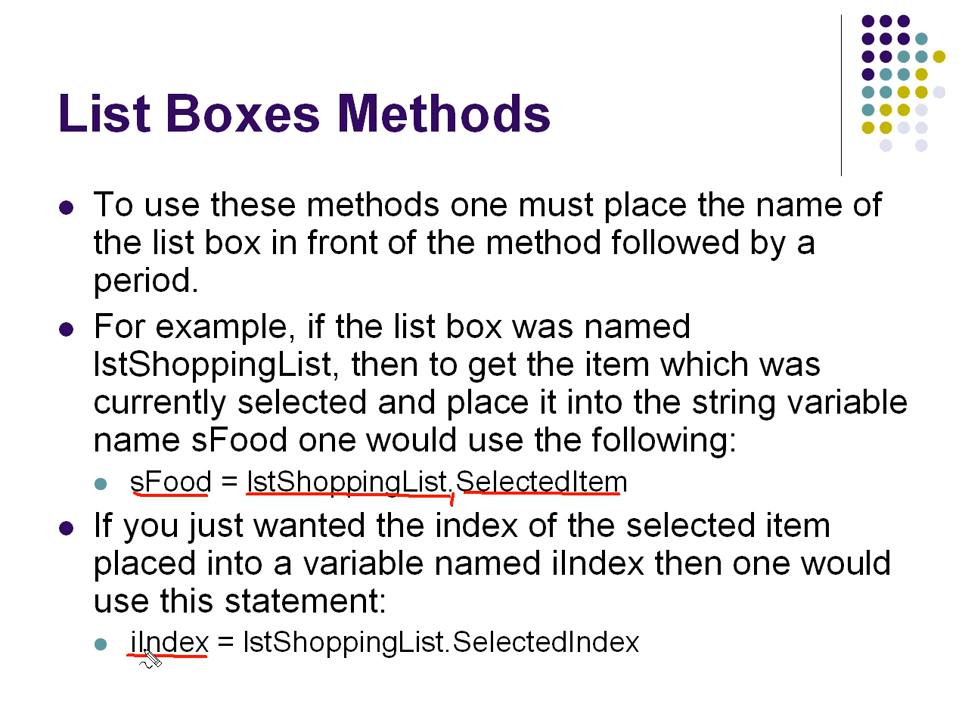 List Boxes Methods
To use these methods one must place the name of
the list box in front of the method followed by a
period.
For example, if the list box was named
lstShoppingList, then to get the item which was
currently selected and place it into the string variable
name sFood one would use the following:
sFood = lstShoppingList.SelectedItem
If you just wanted the index of the selected item
placed into a variable named iIndex then one would
use this statement:
iIndex = lstShoppingList.SelectedIndex